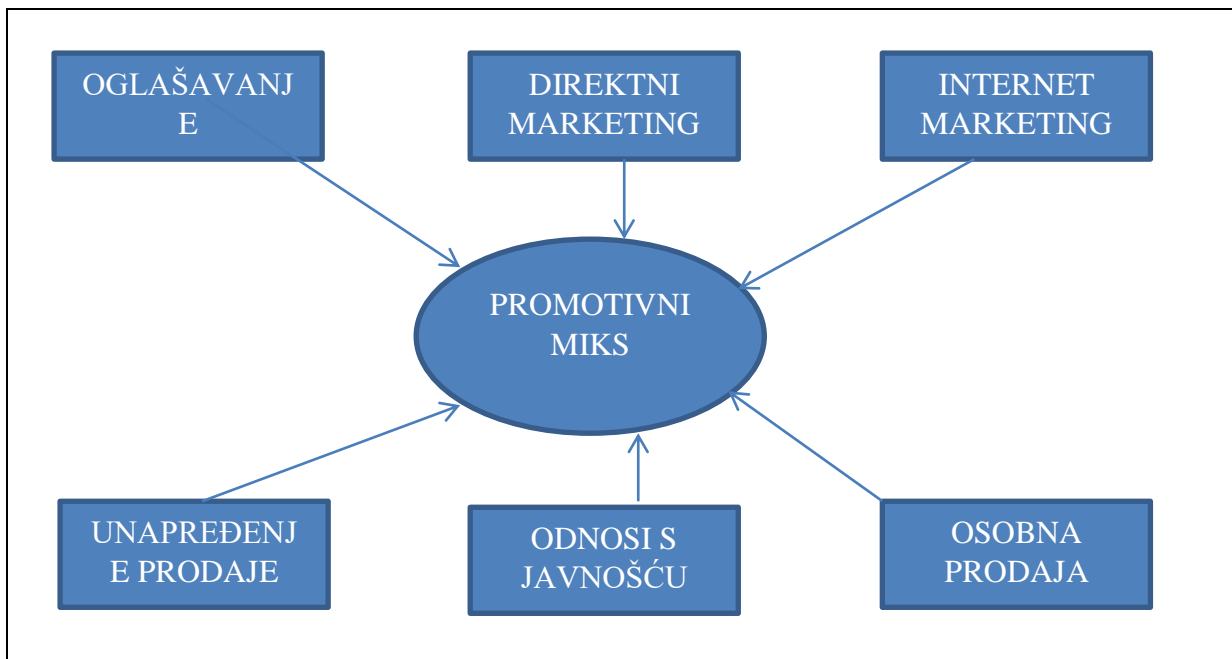 OGLAŠAVANJ
E
DIREKTNI
MARKETING
INTERNET
MARKETING
PROMOTIVNI
MIKS
UNAPREĐENJ
E PRODAJE
ODNOSI S
JAVNOŠĆU
OSOBNA
PRODAJA